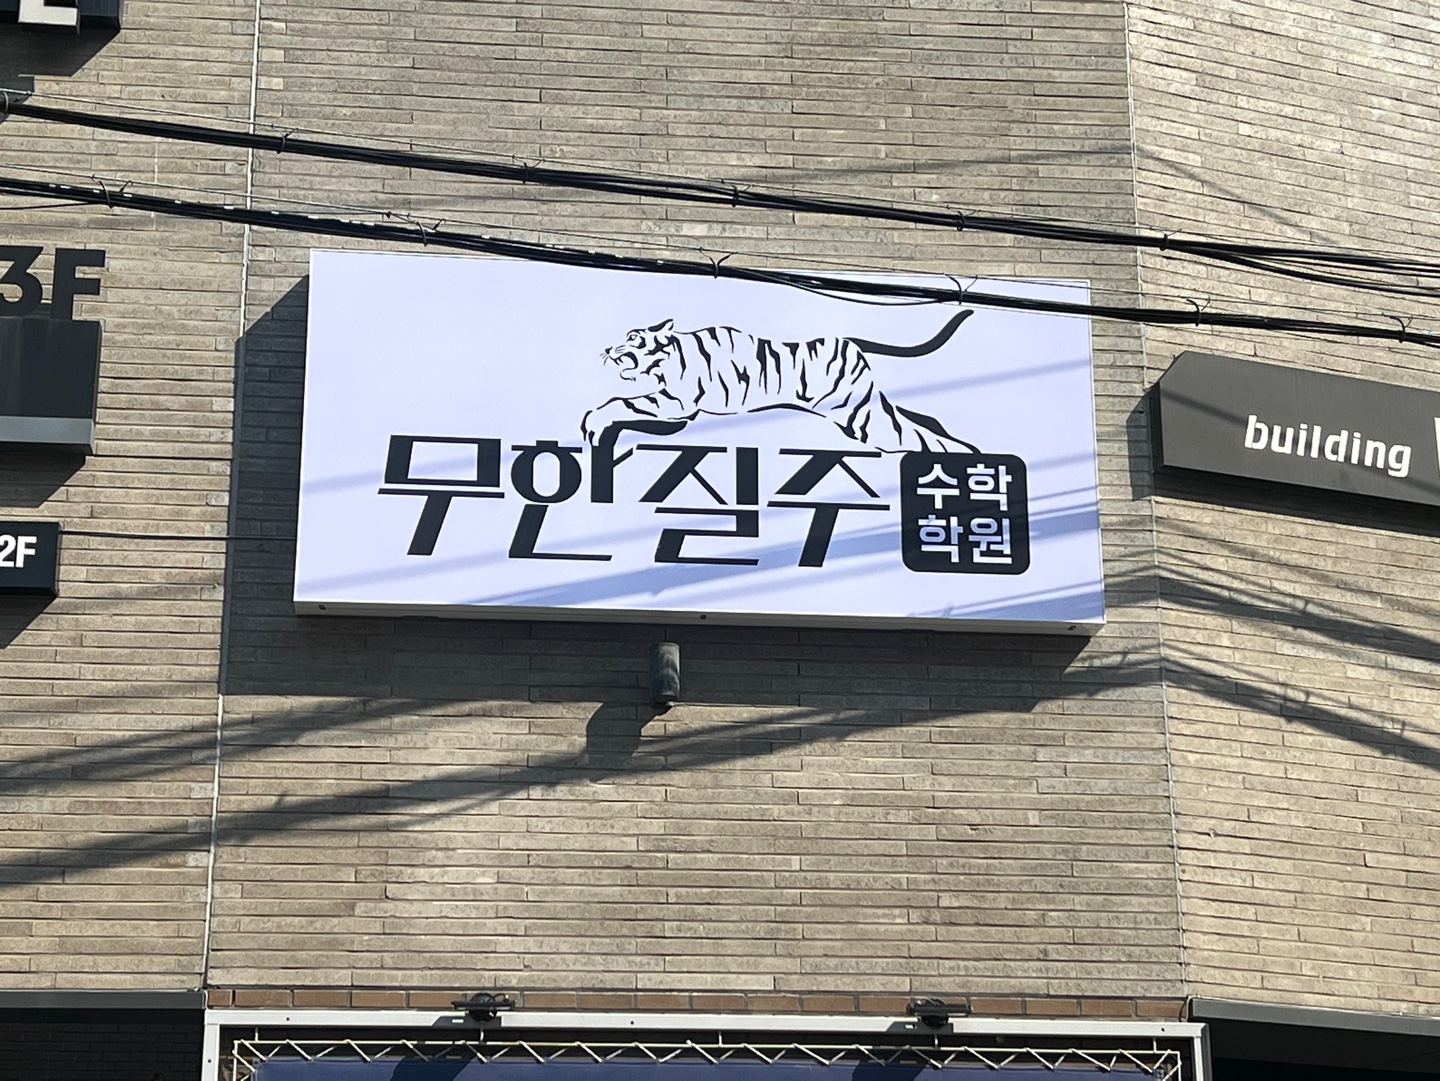 3F
무한질주
수학
학원
building
2F